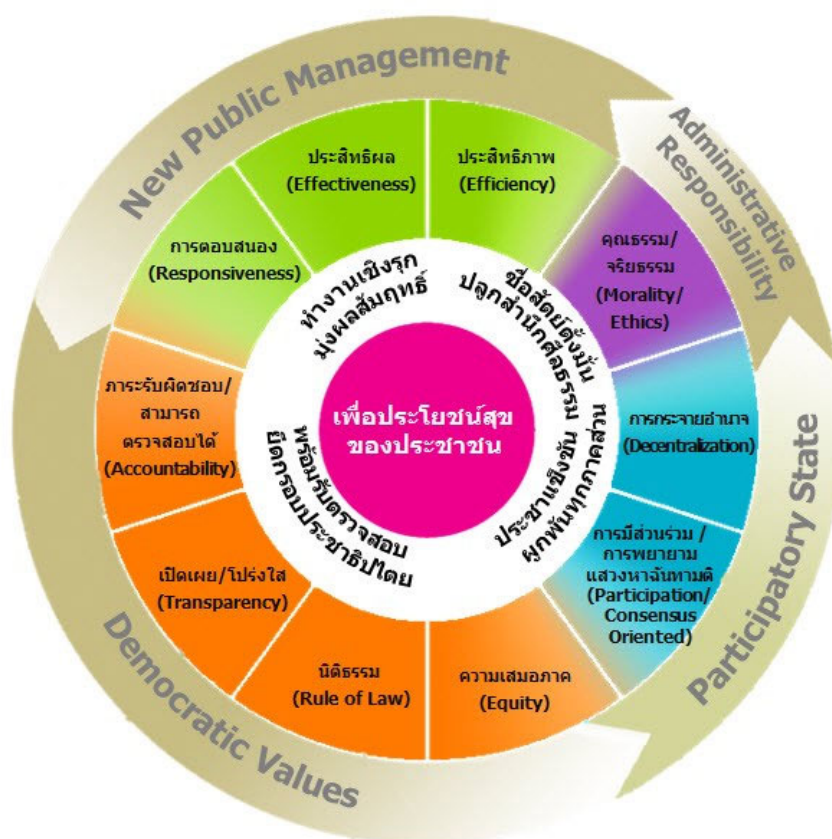 New Public Management
Administrative
Responsibility
Participatory State
Democratic Values
ประสิทธิผล
(Effectiveness)
ประสิทธิภาพ
(Efficiency)
คุณธรรม/
จริยธรรม
(Morality/
Ethics)
การกระจายอำนาจ
(Decentralization)
การมีส่วนร่วม /
การพยายาม
แสวงหาฉันทามติ
(Participation/
Consensus
Oriented)
ความเสมอภาค
(Equity)
นิติธรรม
(Rule of Law)
เปิดเผย/โปร่งใส
(Transparency)
ภาระรับผิดชอบ/
สามารถ
ตรวจสอบได้
(Accountability)
การตอบสนอง
(Responsiveness)
ทำงานเชิงรุก
มุ่งผลสัมฤทธิ์
ซื่อสัตย์ตั้งมั่น
ปลูกสำนึกศีลธรรม
ประชาแข็งขัน
ผูกพันทุกภาคส่วน
พร้อมรับตรวจสอบ
ยึดกรอบประชาธิปไตย
เพื่อประโยชน์สุข
ของประชาชน